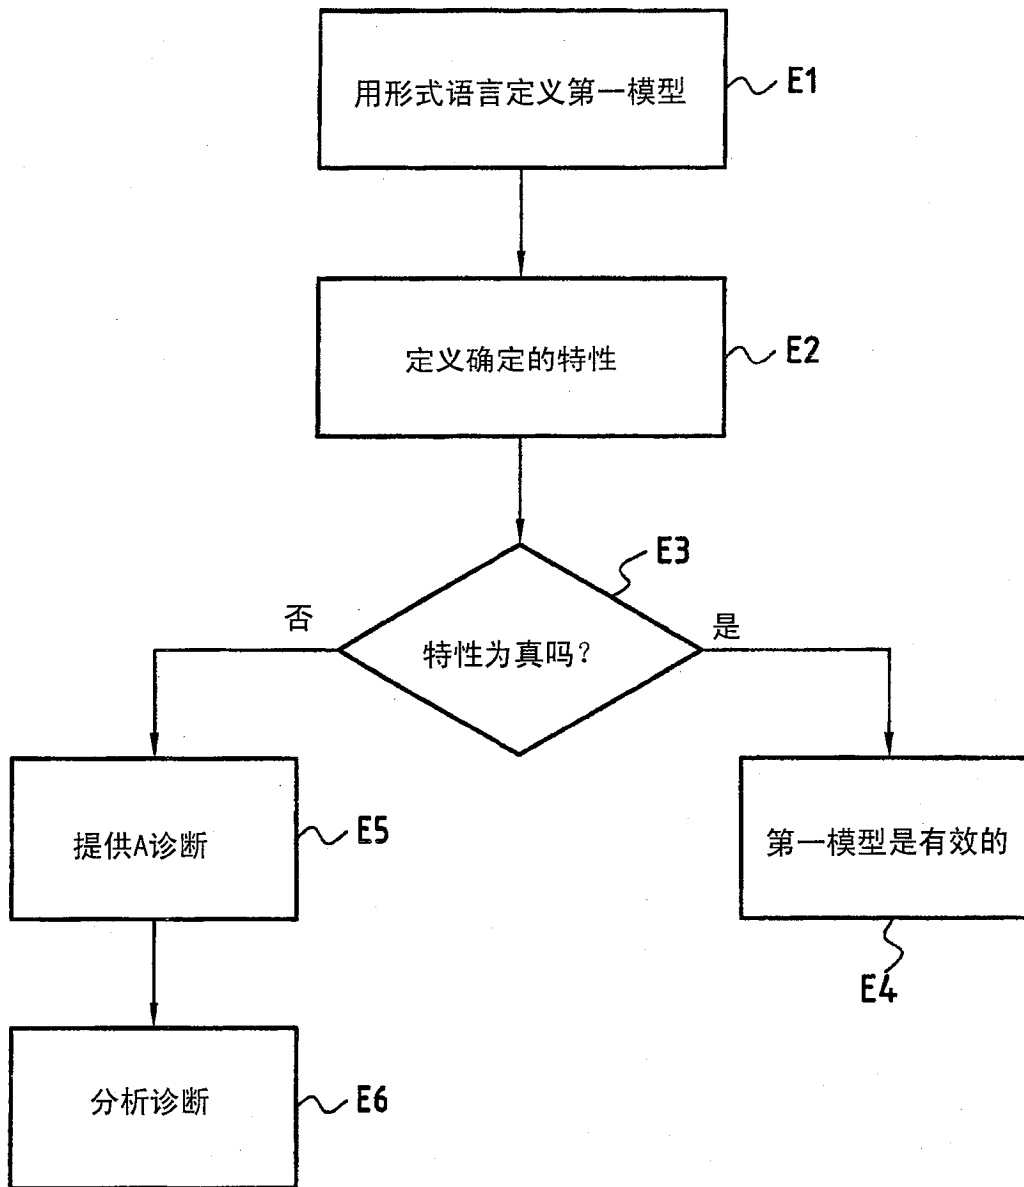 用形式语言定义第一模型
E1
定义确定的特性
E2
E3
否
特性为真吗？
是
提供A诊断
E5
第一模型是有效的
E4
分析诊断
E6